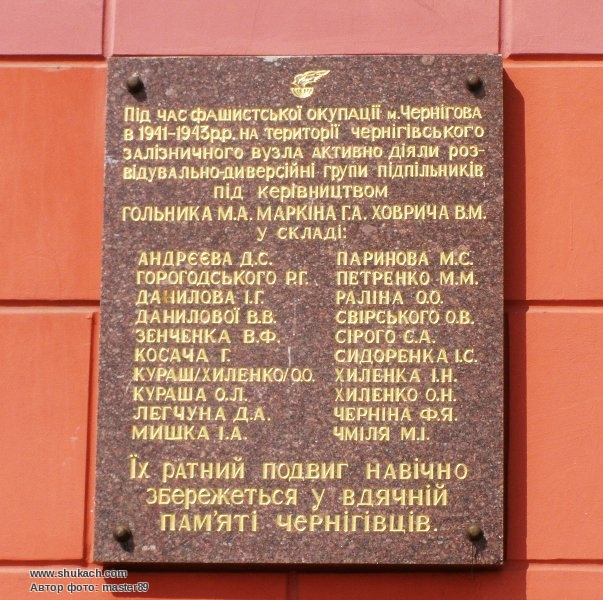 Під час фашистської окупації м. Чернігова
в 1941-1943р.р. на території чернігівського
залізничного вузла активно діяли роз-
відувально-диверсійні групи підпільників
під керівництвом
ГОЛЬНИКА М.А. МАРКІНА Г.А. ХОВРИЧА В.М.
у складі:
АНДРЄЄВА Д.С. ПАРИНОВА М.С.
ГОРОГОДСЬКОГО Р.Г. ПЕТРЕНКО М.М.
ДАНИЛОВА І.Г. РАЛІНА О.О.
ДАНИЛОВОЇ В.В. СВІРСЬКОГО О.В.
ЗЕНЧЕНКА В.Ф. СІРОГО Є.А.
КОСАЧА Г. СИДОРЕНКА І.С.
КУРАШ/ХИЛЕНКО/О.О. ХИЛЕНКА І.Н.
КУРАША О.Л. ХИЛЕНКО О.Н.
ЛЕГЧУНА Д.А. ЧЕРНІНА Ф.Я.
МИШКА І.А. ЧМІЛЯ М.І.
Їх ратний подвиг навічно
збережеться у вдячній
пам'яті чернігівців.
www.shukach.com
Автор фото: master89